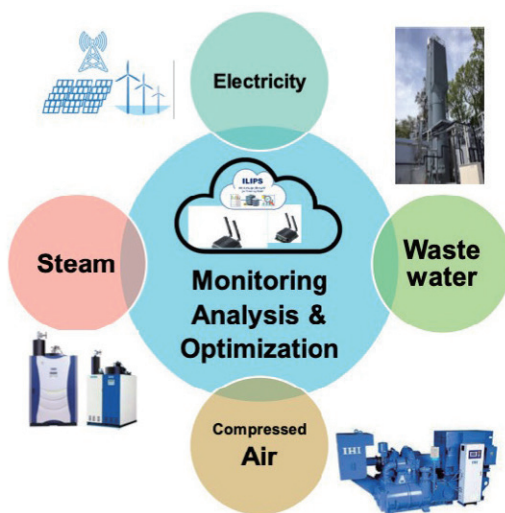 Electricity
ILIPS
Steam
Monitoring
Analysis &
Optimization
Waste
water
Compressed
Air
IHI